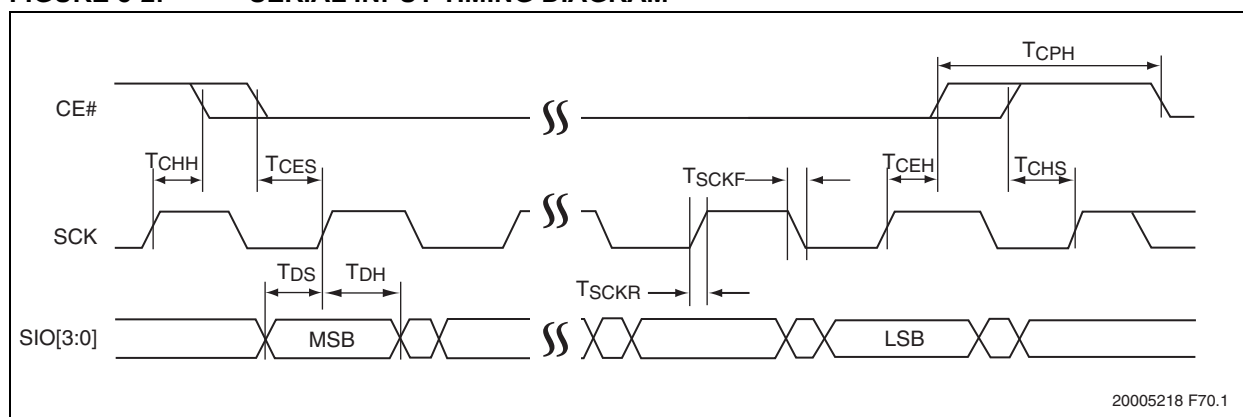 FIGURE 8-2: SERIAL INPUT TIMING DIAGRAM
TCPH
CE#
TCHH
TCES
TSCKF
TCEH
TCHS
SCK
TDS
TDH
TSCKR
SIO[3:0]
MSB
LSB
20005218 F70.1